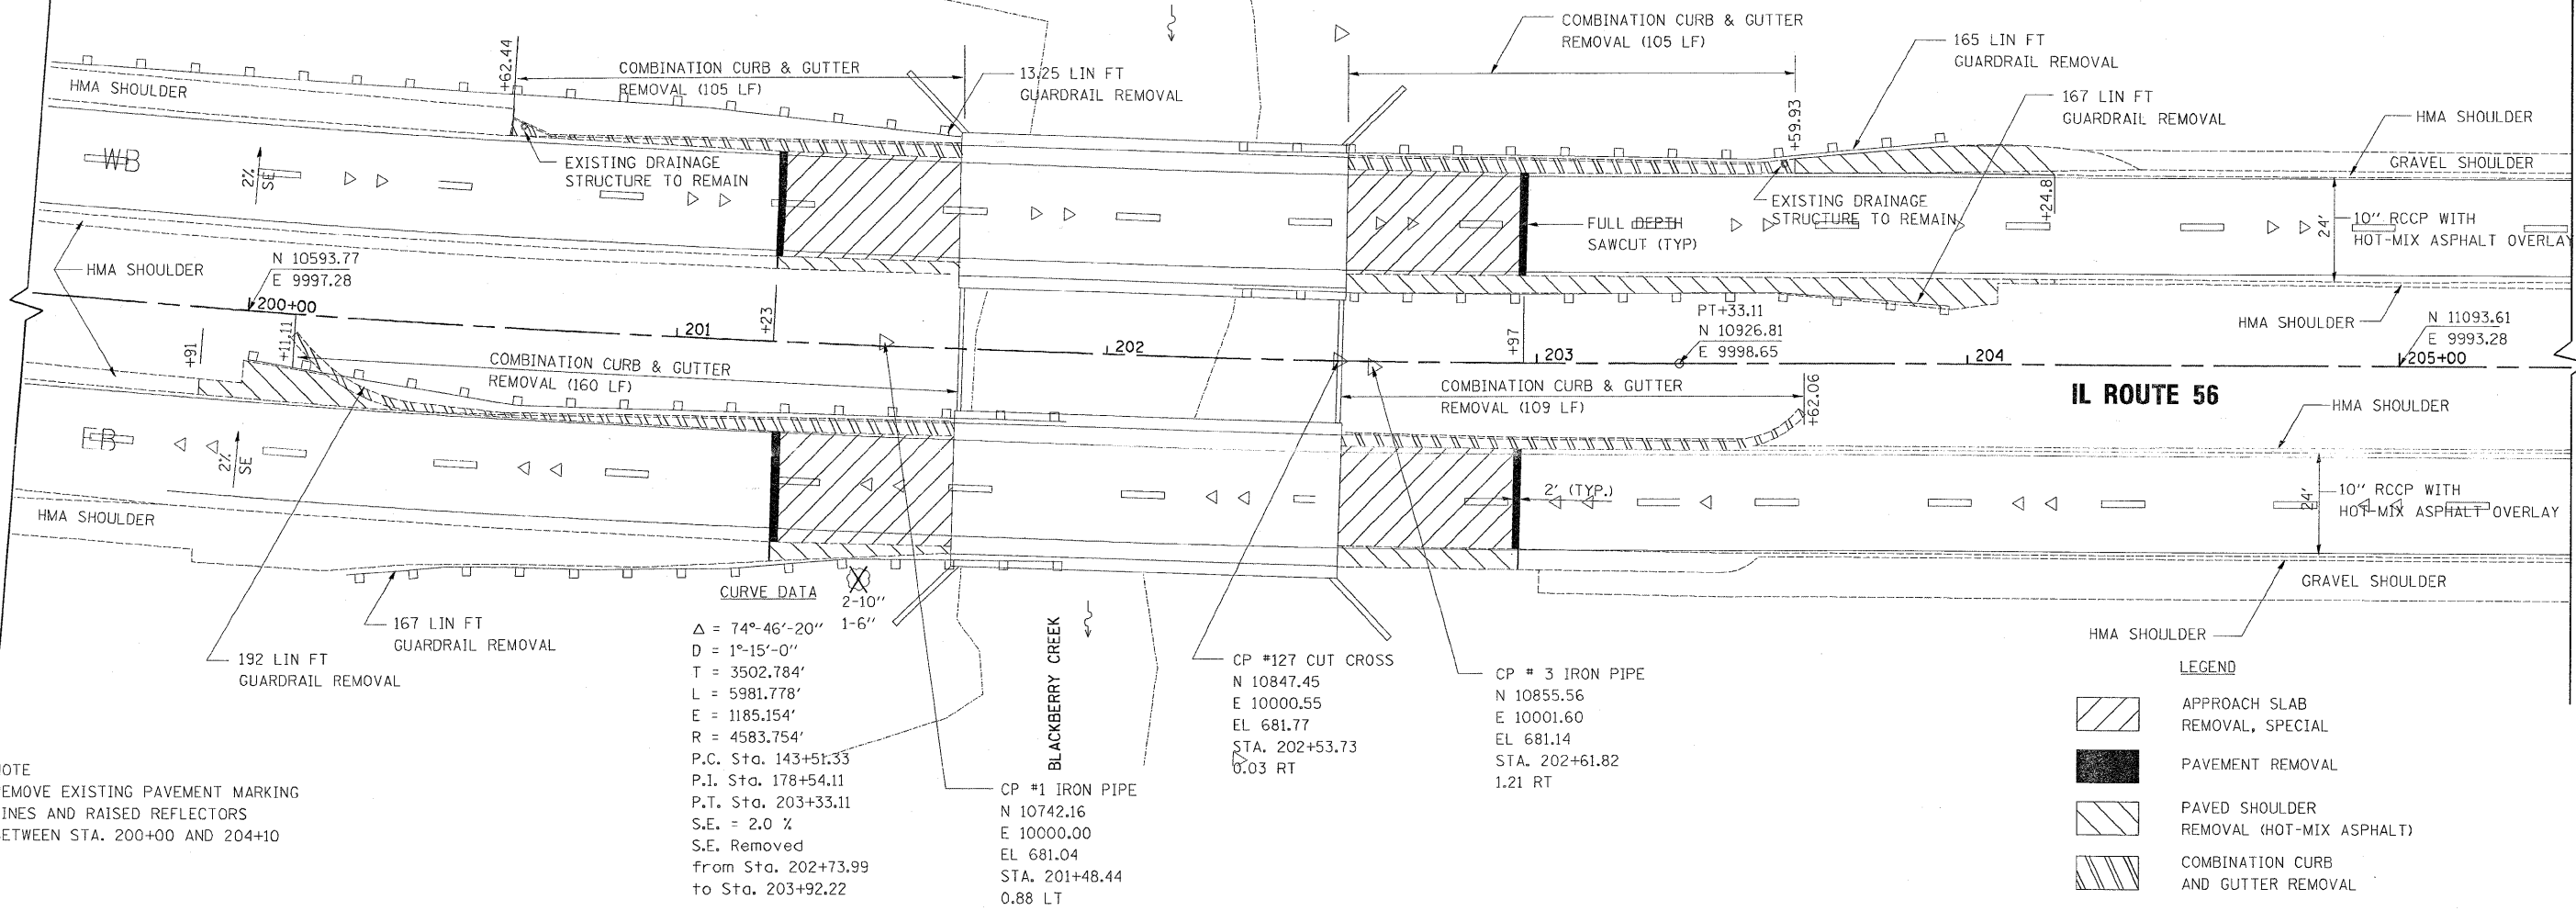 COMBINATION CURB & GUTTER
REMOVAL (105 LF)
165 LIN FT
GUARDRAIL REMOVAL
+62.44
COMBINATION CURB & GUTTER
REMOVAL (105 LF)
13.25 LIN FT
GUARDRAIL REMOVAL
+59.93
167 LIN FT
GUARDRAIL REMOVAL
HMA SHOULDER
HMA SHOULDER
GRAVEL SHOULDER
WB
2%
SE
EXISTING DRAINAGE
STRUCTURE TO REMAIN
EXISTING DRAINAGE
STRUCTURE TO REMAIN
+24.8
FULL DEPTH
SAWCUT (TYP)
24'
10" RCCP WITH
HOT-MIX ASPHALT OVERLAY
HMA SHOULDER
N 10593.77
E 9997.28
200+00
201
+23
202
+97
203
PT+33.11
N 10926.81
E 9998.65
204
HMA SHOULDER
N 11093.61
E 9993.28
205+00
+91
+11.11
COMBINATION CURB & GUTTER
REMOVAL (160 LF)
COMBINATION CURB & GUTTER
REMOVAL (109 LF)
+62.06
IL ROUTE 56
HMA SHOULDER
EB
2%
SE
2' (TYP.)
24'
10" RCCP WITH
HOT-MIX ASPHALT OVERLAY
HMA SHOULDER
GRAVEL SHOULDER
HMA SHOULDER
167 LIN FT
GUARDRAIL REMOVAL
192 LIN FT
GUARDRAIL REMOVAL
2-10"
1-6"
CURVE DATA
Δ = 74°-46'-20"
D = 1°-15'-0"
T = 3502.784'
L = 5981.778'
E = 1185.154'
R = 4583.754'
P.C. Sta. 143+51.33
P.I. Sta. 178+54.11
P.T. Sta. 203+33.11
S.E. = 2.0 %
S.E. Removed
from Sta. 202+73.99
to Sta. 203+92.22
BLACKBERRY CREEK
CP #1 IRON PIPE
N 10742.16
E 10000.00
EL 681.04
STA. 201+48.44
0.88 LT
CP #127 CUT CROSS
N 10847.45
E 10000.55
EL 681.77
STA. 202+53.73
0.03 RT
CP # 3 IRON PIPE
N 10855.56
E 10001.60
EL 681.14
STA. 202+61.82
1.21 RT
OTE
EMOVE EXISTING PAVEMENT MARKING
INES AND RAISED REFLECTORS
ETWEEN STA. 200+00 AND 204+10
LEGEND
APPROACH SLAB
REMOVAL, SPECIAL
PAVEMENT REMOVAL
PAVED SHOULDER
REMOVAL (HOT-MIX ASPHALT)
COMBINATION CURB
AND GUTTER REMOVAL